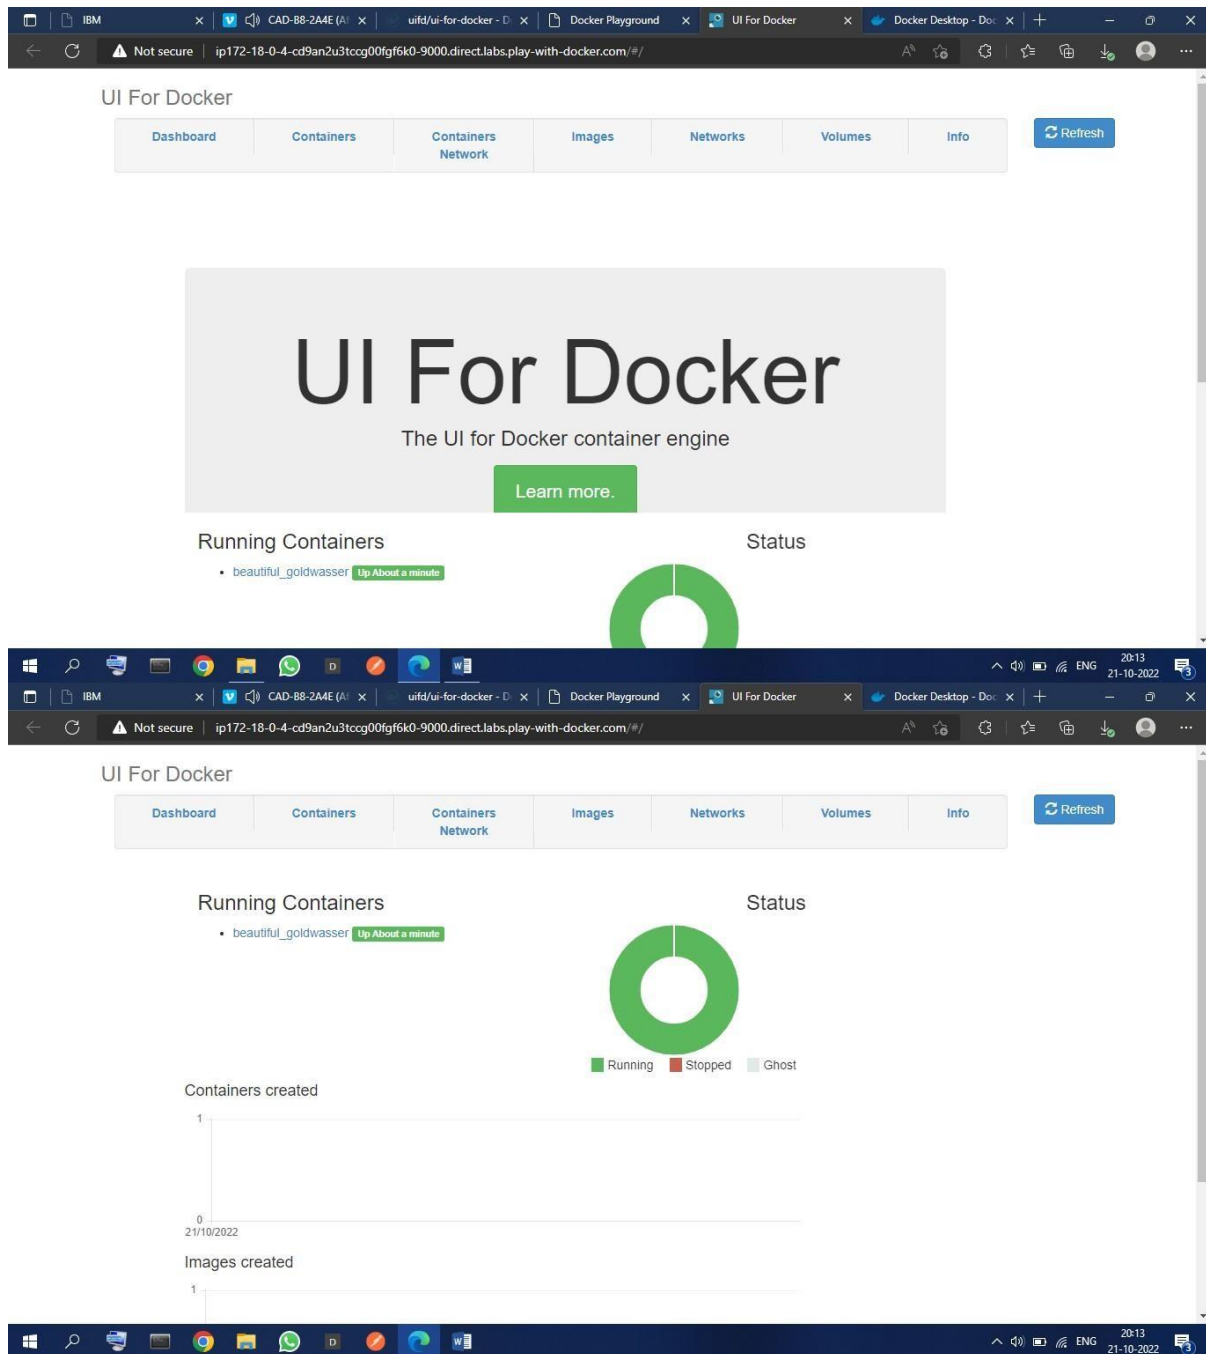 IBM
CAD-B8-2A4E (Af
uifd/ui-for-docker - D
Docker Playground
UI For Docker
Docker Desktop - Doc
Not secure
ip172-18-0-4-cd9an2u3tccg00fgf6k0-9000.direct.labs.play-with-docker.com/#/
UI For Docker
Dashboard
Containers
Containers
Network
Images
Networks
Volumes
Info
Refresh
UI For Docker
The UI for Docker container engine
Learn more.
Running Containers
Status
beautiful_goldwasser Up About a minute
ENG
20:13
21-10-2022
3
IBM
CAD-B8-2A4E (Af
uifd/ui-for-docker - D
Docker Playground
UI For Docker
Docker Desktop - Doc
Not secure
ip172-18-0-4-cd9an2u3tccg00fgf6k0-9000.direct.labs.play-with-docker.com/#/
UI For Docker
Dashboard
Containers
Containers
Network
Images
Networks
Volumes
Info
Refresh
Running Containers
Status
beautiful_goldwasser Up About a minute
Running
Stopped
Ghost
Containers created
1
0
21/10/2022
Images created
1
ENG
20:13
21-10-2022
3